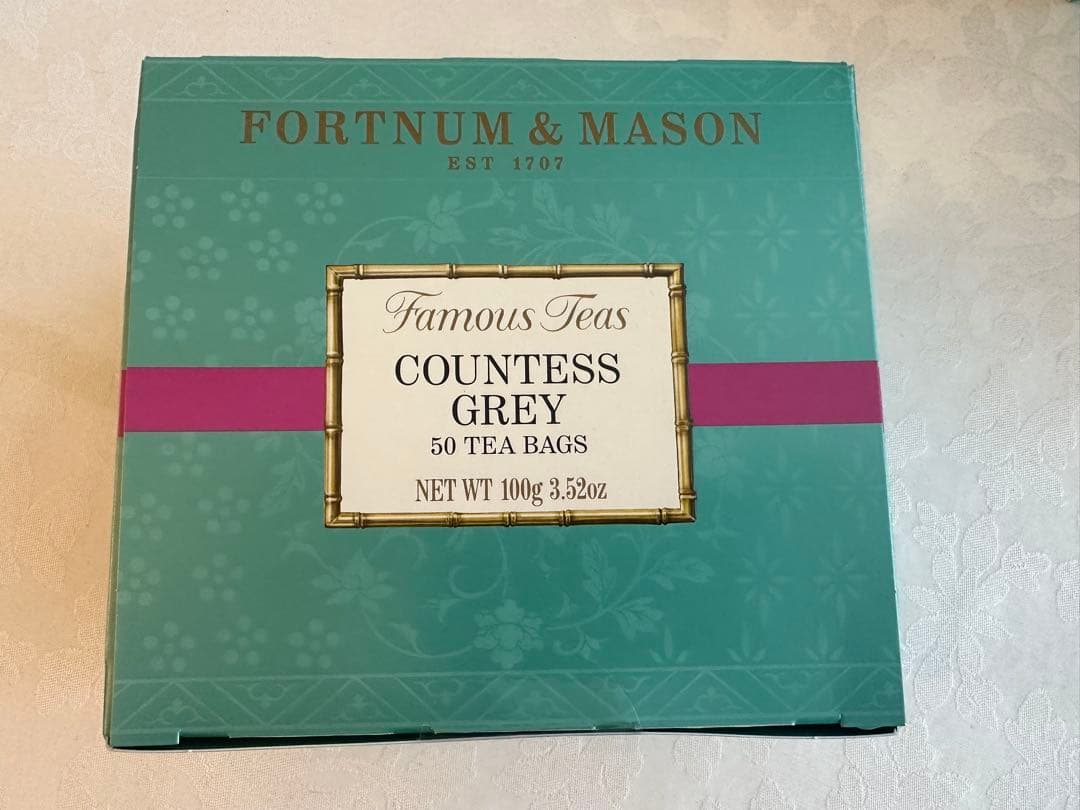 FORTNUM & MASON
EST 1707
Famous Teas
COUNTESS
GREY
50 TEA BAGS
NET WT 100g 3.52oz